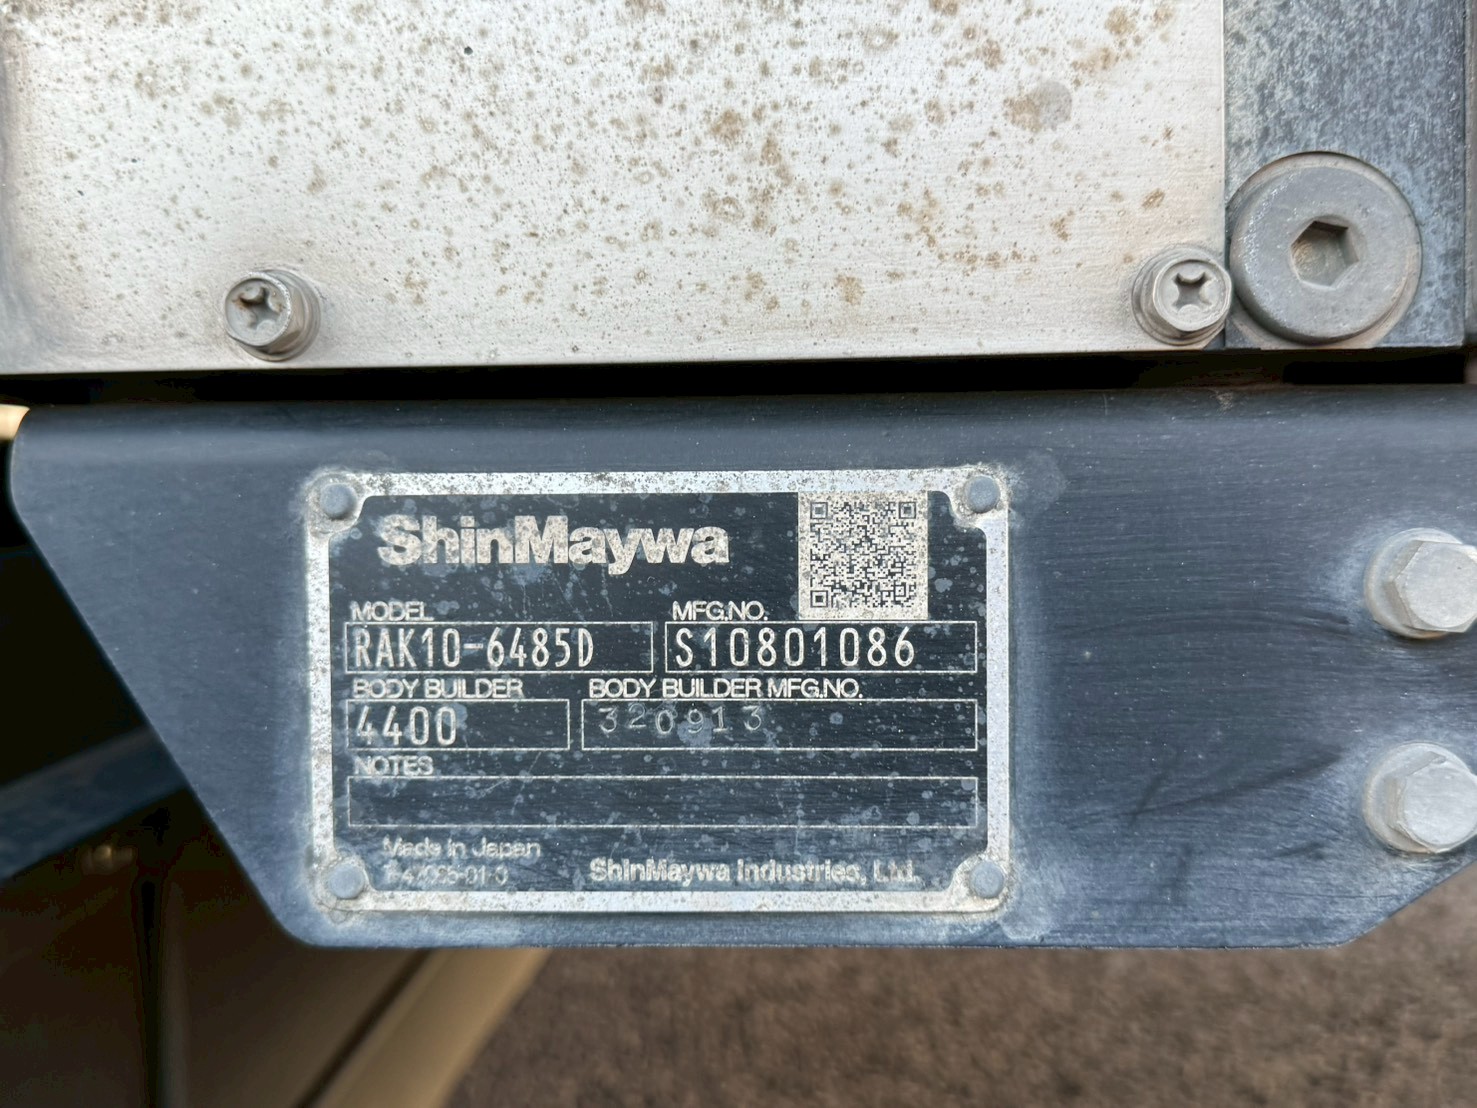 ShinMaywa
MODEL MFG.NO.
RAK10-6485D S10801086
BODY BUILDER BODY BUILDER MFG.NO.
4400 320913
NOTES
Made in Japan
ShinMaywa Industries, Ltd.